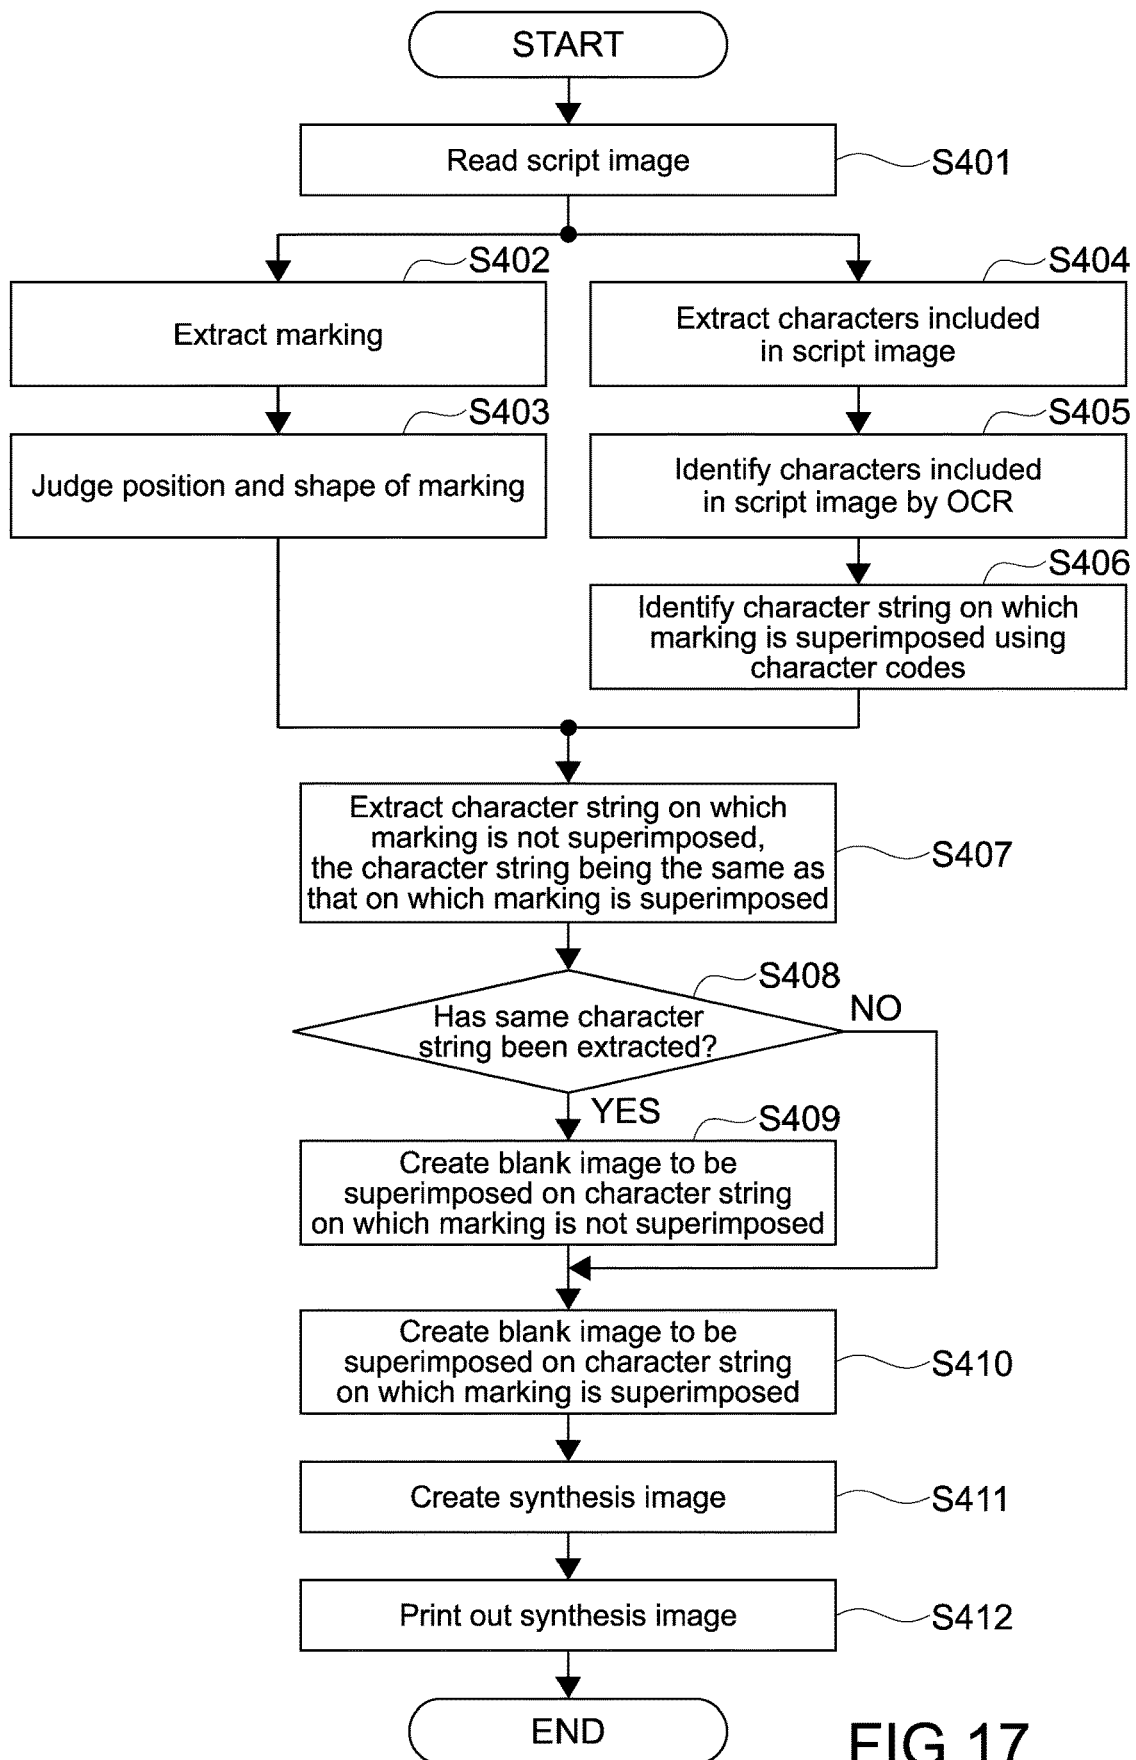 START
Read script image
S401
S402
Extract marking
S403
Judge position and shape of marking
S404
Extract characters included
in script image
S405
Identify characters included
in script image by OCR
S406
Identify character string on which
marking is superimposed using
character codes
Extract character string on which
marking is not superimposed,
the character string being the same as
that on which marking is superimposed
S407
S408
Has same character
string been extracted?
NO
YES
S409
Create blank image to be
superimposed on character string
on which marking is not superimposed
Create blank image to be
superimposed on character string
on which marking is superimposed
S410
Create synthesis image
S411
Print out synthesis image
S412
END
FIG.17